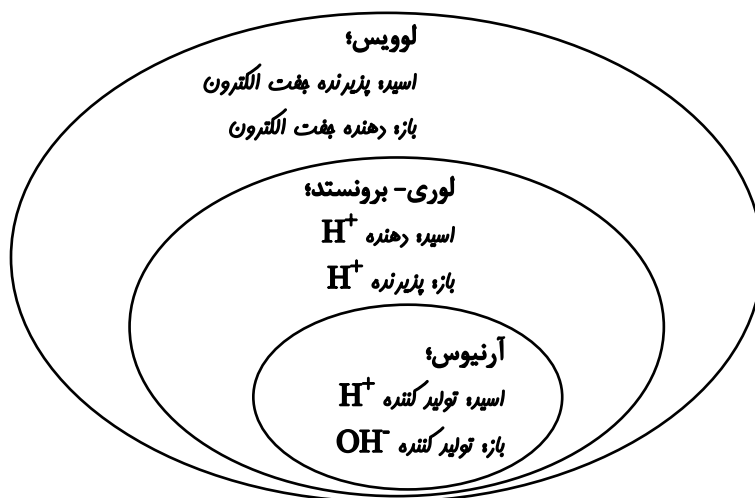 لوویس؛
اسید: پذیرنده جفت الکترون
باز: دهنده جفت الکترون
لوری- برونستد؛
اسید: دهنده H⁺
باز: پذیرنده H⁺
آرنیوس؛
اسید: تولید کننده H⁺
باز: تولید کننده OH⁻